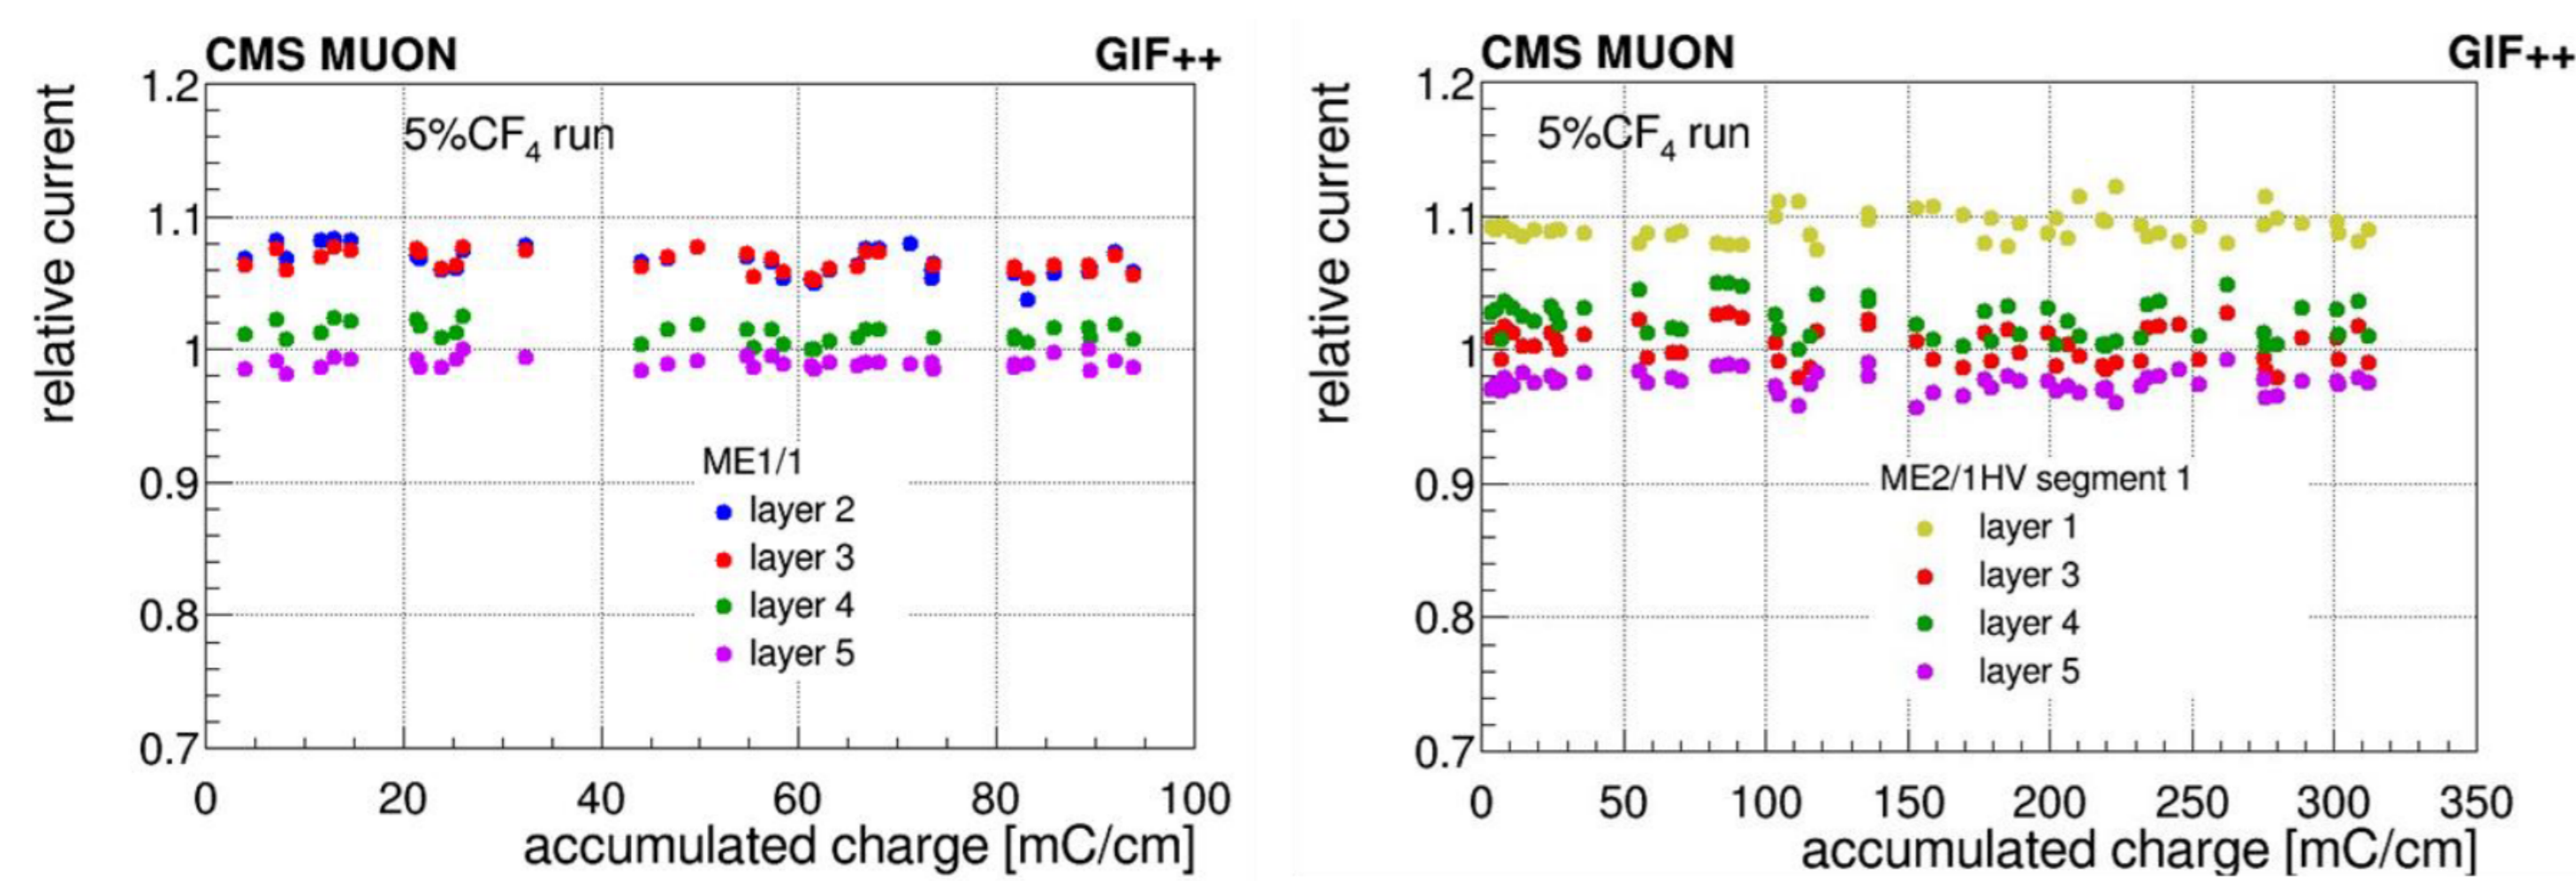 CMS MUON GIF++
relative current
1.2
1.1
1
0.9
0.8
0.7
5%CF4 run
ME1/1
layer 2
layer 3
layer 4
layer 5
0 20 40 60 80 100
accumulated charge [mC/cm]
CMS MUON GIF++
relative current
1.2
1.1
1
0.9
0.8
0.7
5%CF4 run
ME2/1HV segment 1
layer 1
layer 3
layer 4
layer 5
0 50 100 150 200 250 300 350
accumulated charge [mC/cm]